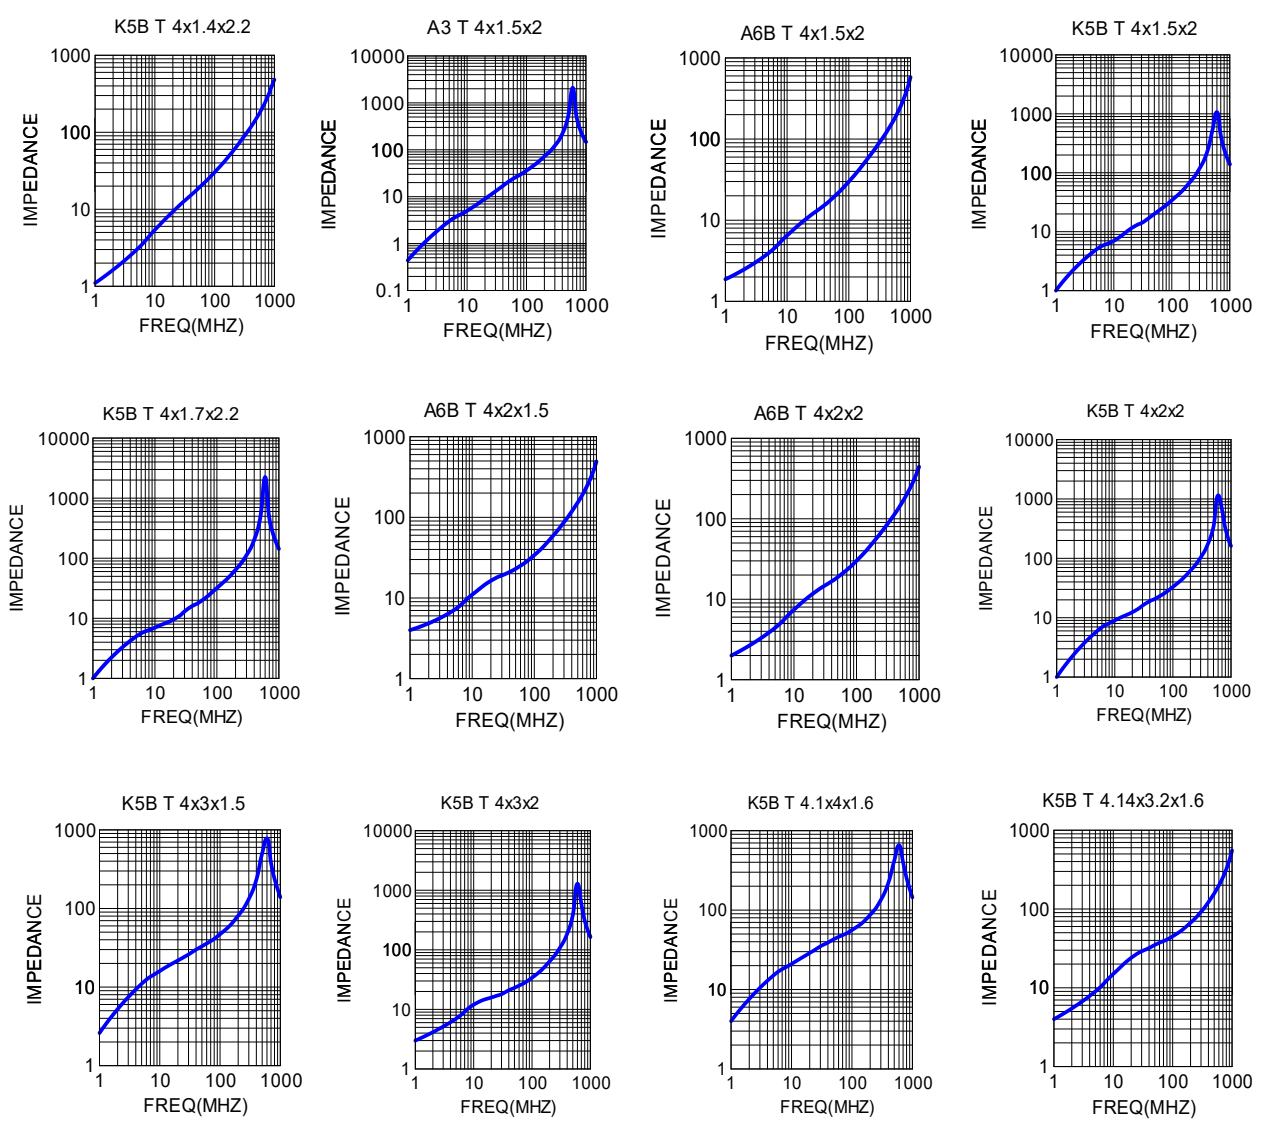 K5B T 4x1.4x2.2
1000
100
10
1
IMPEDANCE
1 10 100 1000
FREQ(MHZ)
A3 T 4x1.5x2
10000
1000
100
10
1
0.1
IMPEDANCE
1 10 100 1000
FREQ(MHZ)
A6B T 4x1.5x2
1000
100
10
1
IMPEDANCE
1 10 100 1000
FREQ(MHZ)
K5B T 4x1.5x2
10000
1000
100
10
1
IMPEDANCE
1 10 100 1000
FREQ(MHZ)
K5B T 4x1.7x2.2
10000
1000
100
10
1
IMPEDANCE
1 10 100 1000
FREQ(MHZ)
A6B T 4x2x1.5
1000
100
10
1
IMPEDANCE
1 10 100 1000
FREQ(MHZ)
A6B T 4x2x2
1000
100
10
1
IMPEDANCE
1 10 100 1000
FREQ(MHZ)
K5B T 4x2x2
10000
1000
100
10
1
IMPEDANCE
1 10 100 1000
FREQ(MHZ)
K5B T 4x3x1.5
1000
100
10
1
IMPEDANCE
1 10 100 1000
FREQ(MHZ)
K5B T 4x3x2
10000
1000
100
10
1
IMPEDANCE
1 10 100 1000
FREQ(MHZ)
K5B T 4.1x4x1.6
1000
100
10
1
IMPEDANCE
1 10 100 1000
FREQ(MHZ)
K5B T 4.14x3.2x1.6
1000
100
10
1
IMPEDANCE
1 10 100 1000
FREQ(MHZ)